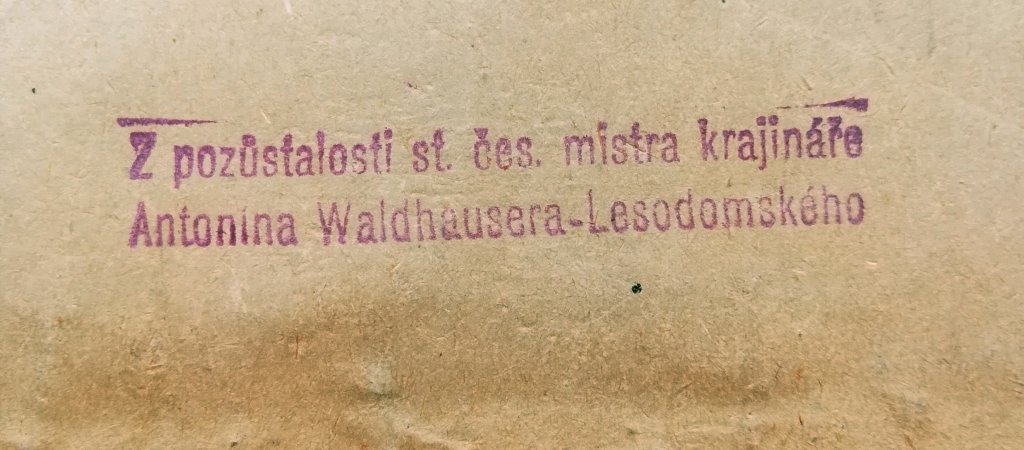 Z pozůstalosti st. čes. mistra krajináře
Antonína Waldhausera-Lesodomského